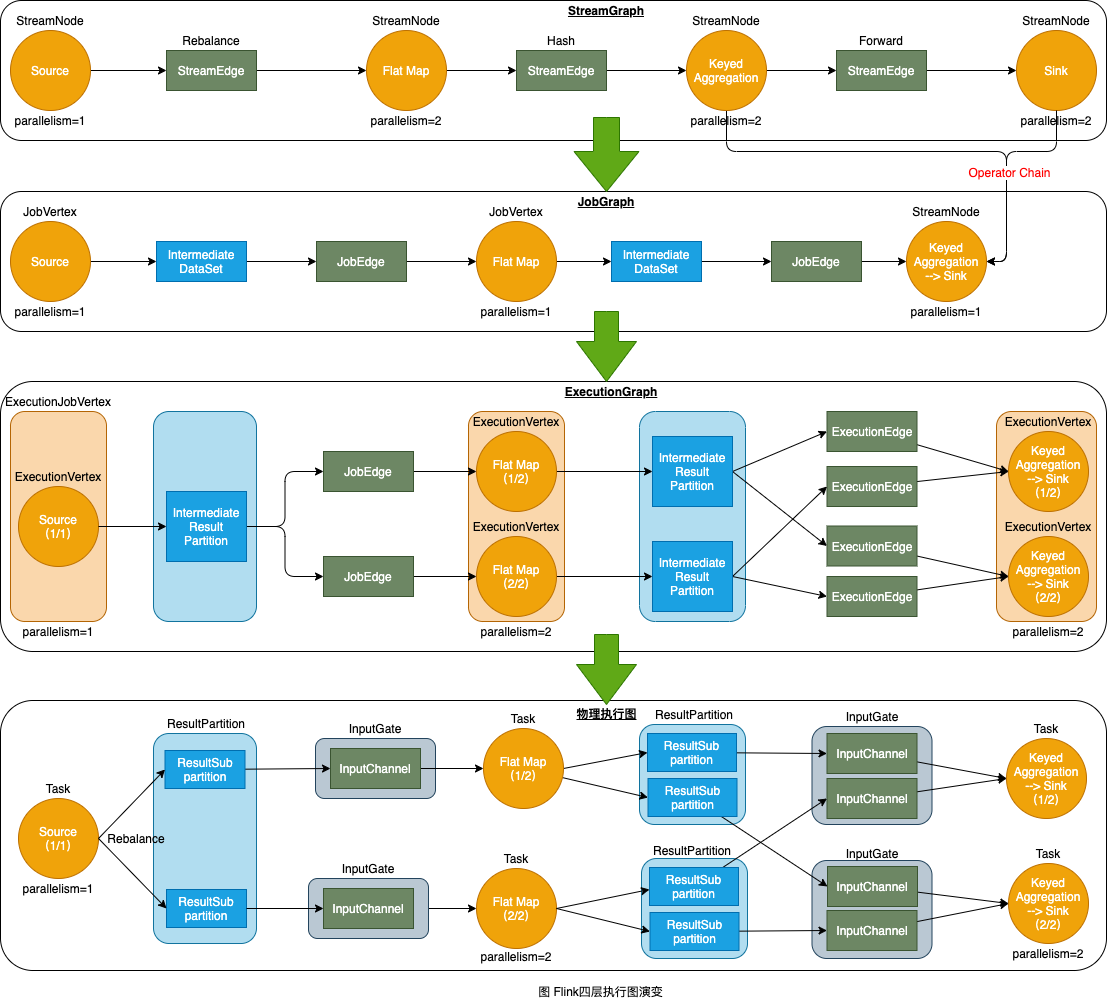 StreamGraph
StreamNode
StreamNode
StreamNode
StreamNode
Rebalance
Hash
Forward
Source
StreamEdge
Flat Map
StreamEdge
Keyed
Aggregation
StreamEdge
Sink
parallelism=1
parallelism=2
parallelism=2
parallelism=2
Operator Chain
JobGraph
JobVertex
JobVertex
StreamNode
Source
Intermediate
DataSet
JobEdge
Flat Map
Intermediate
DataSet
JobEdge
Keyed
Aggregation
--> Sink
parallelism=1
parallelism=1
parallelism=1
ExecutionGraph
ExecutionJobVertex
ExecutionVertex
Source
(1/1)
parallelism=1
Intermediate
Result
Partition
JobEdge
JobEdge
ExecutionVertex
Flat Map
(1/2)
ExecutionVertex
Flat Map
(2/2)
parallelism=2
Intermediate
Result
Partition
Intermediate
Result
Partition
ExecutionEdge
ExecutionEdge
ExecutionEdge
ExecutionEdge
ExecutionVertex
Keyed
Aggregation
--> Sink
(1/2)
ExecutionVertex
Keyed
Aggregation
--> Sink
(2/2)
parallelism=2
物理执行图
Task
Source
(1/1)
parallelism=1
Rebalance
ResultPartition
ResultSub
partition
ResultSub
partition
InputGate
InputChannel
InputGate
InputChannel
Task
Flat Map
(1/2)
Task
Flat Map
(2/2)
parallelism=2
ResultPartition
ResultSub
partition
ResultSub
partition
ResultPartition
ResultSub
partition
ResultSub
partition
InputGate
InputChannel
InputChannel
InputGate
InputChannel
InputChannel
Task
Keyed
Aggregation
--> Sink
(1/2)
Task
Keyed
Aggregation
--> Sink
(2/2)
parallelism=2
图 Flink四层执行图演变